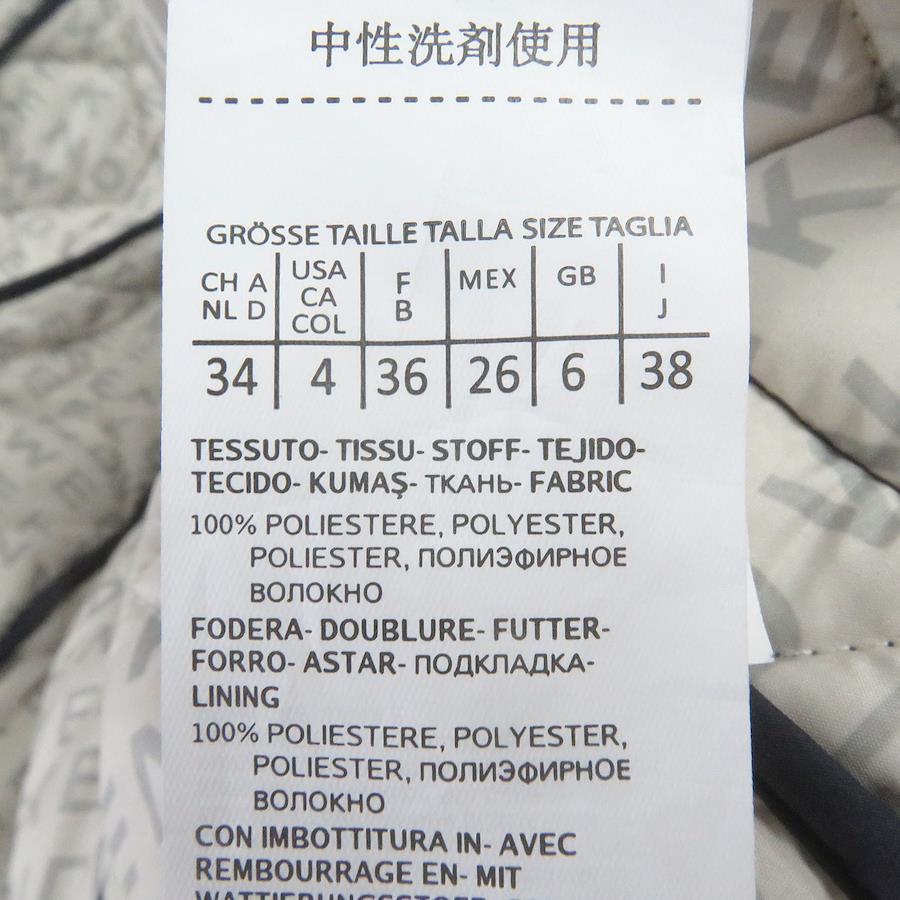 中性洗剤使用
GRÖSSE TAILLE TALLA SIZE TAGLIA
CH A NL D | USA CA COL | F B | MEX | GB | I J
34 | 4 | 36 | 26 | 6 | 38
TESSUTO- TISSU- STOFF- TEJIDO-
TECIDO- KUMAŞ- ТКАНЬ- FABRIC
100% POLIESTERE, POLYESTER,
POLIESTER, ПОЛИЭФИРНОЕ
ВОЛОКНО
FODERA- DOUBLURE- FUTTER-
FORRO- ASTAR- ПОДКЛАДКА-
LINING
100% POLIESTERE, POLYESTER,
POLIESTER, ПОЛИЭФИРНОЕ
ВОЛОКНО
CON IMBOTTITURA IN- AVEC
REMBOURRAGE EN- MIT
WATTIERUNGSSTOFF-